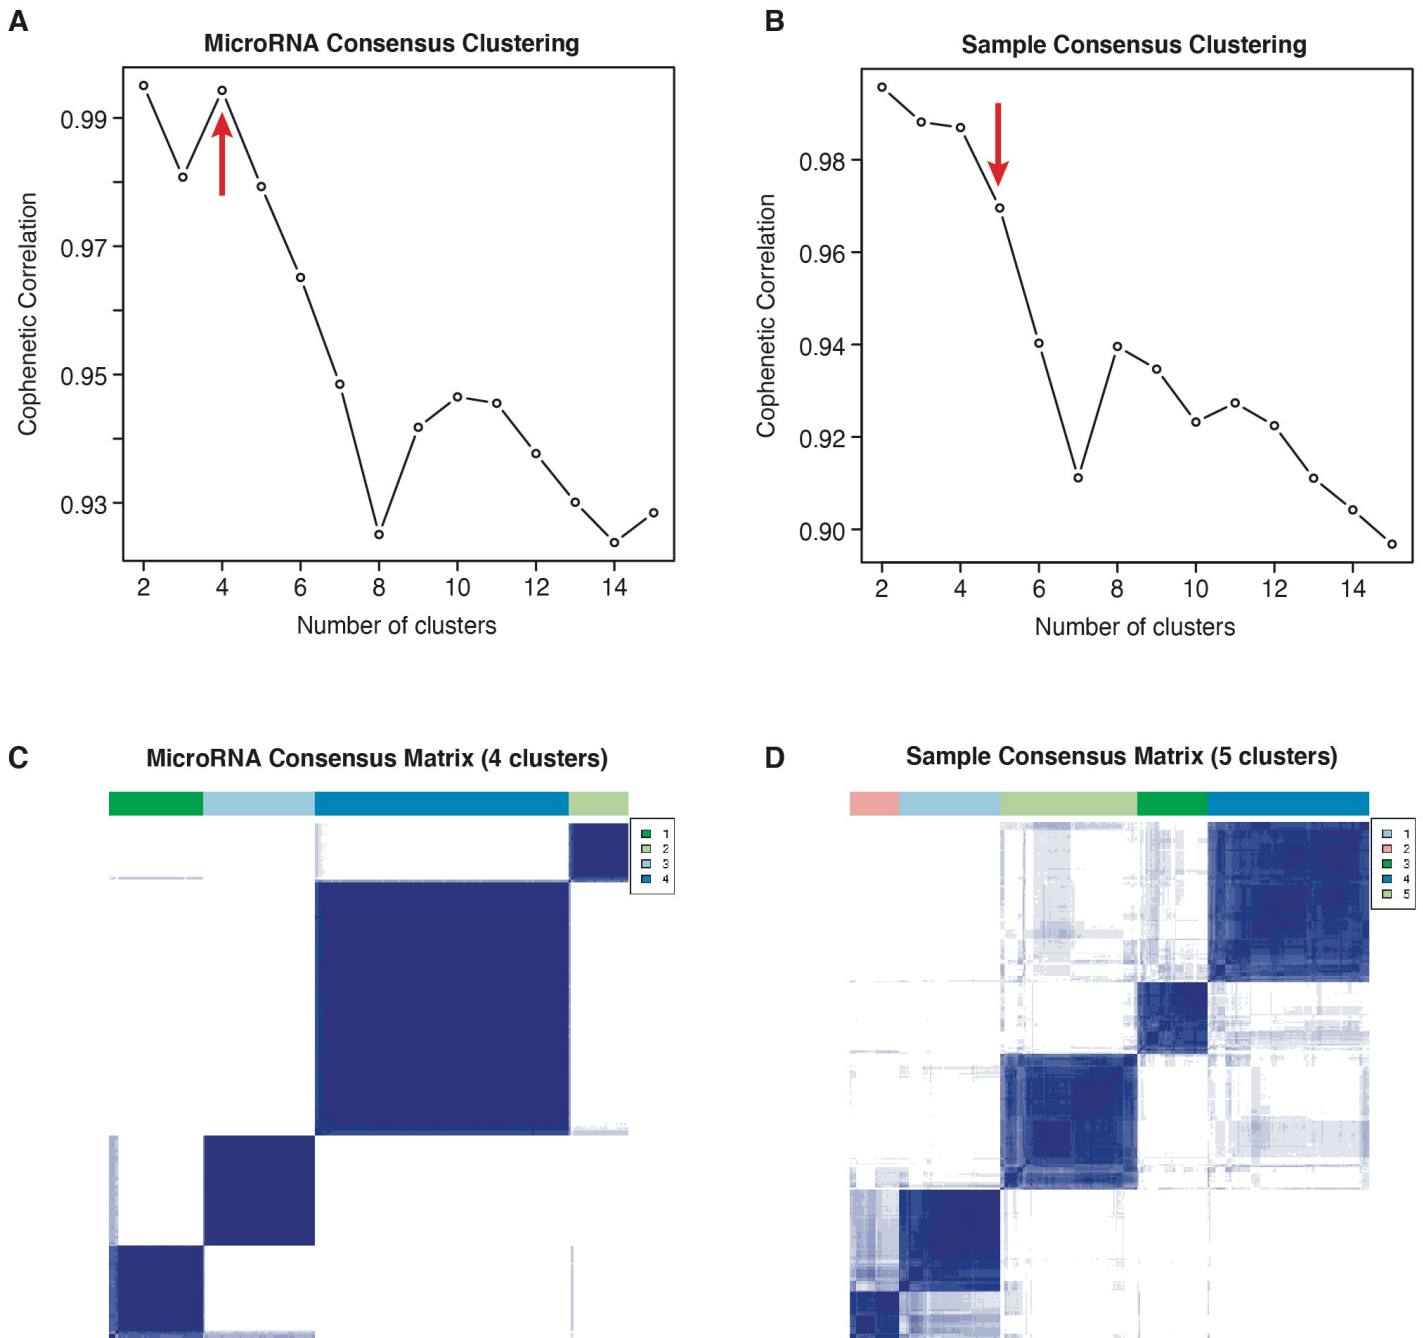 A
MicroRNA Consensus Clustering
Cophenetic Correlation
0.99
0.97
0.95
0.93
2 4 6 8 10 12 14
Number of clusters
B
Sample Consensus Clustering
Cophenetic Correlation
0.98
0.96
0.94
0.92
0.90
2 4 6 8 10 12 14
Number of clusters
C
MicroRNA Consensus Matrix (4 clusters)
1
2
3
4
D
Sample Consensus Matrix (5 clusters)
1
2
3
4
5